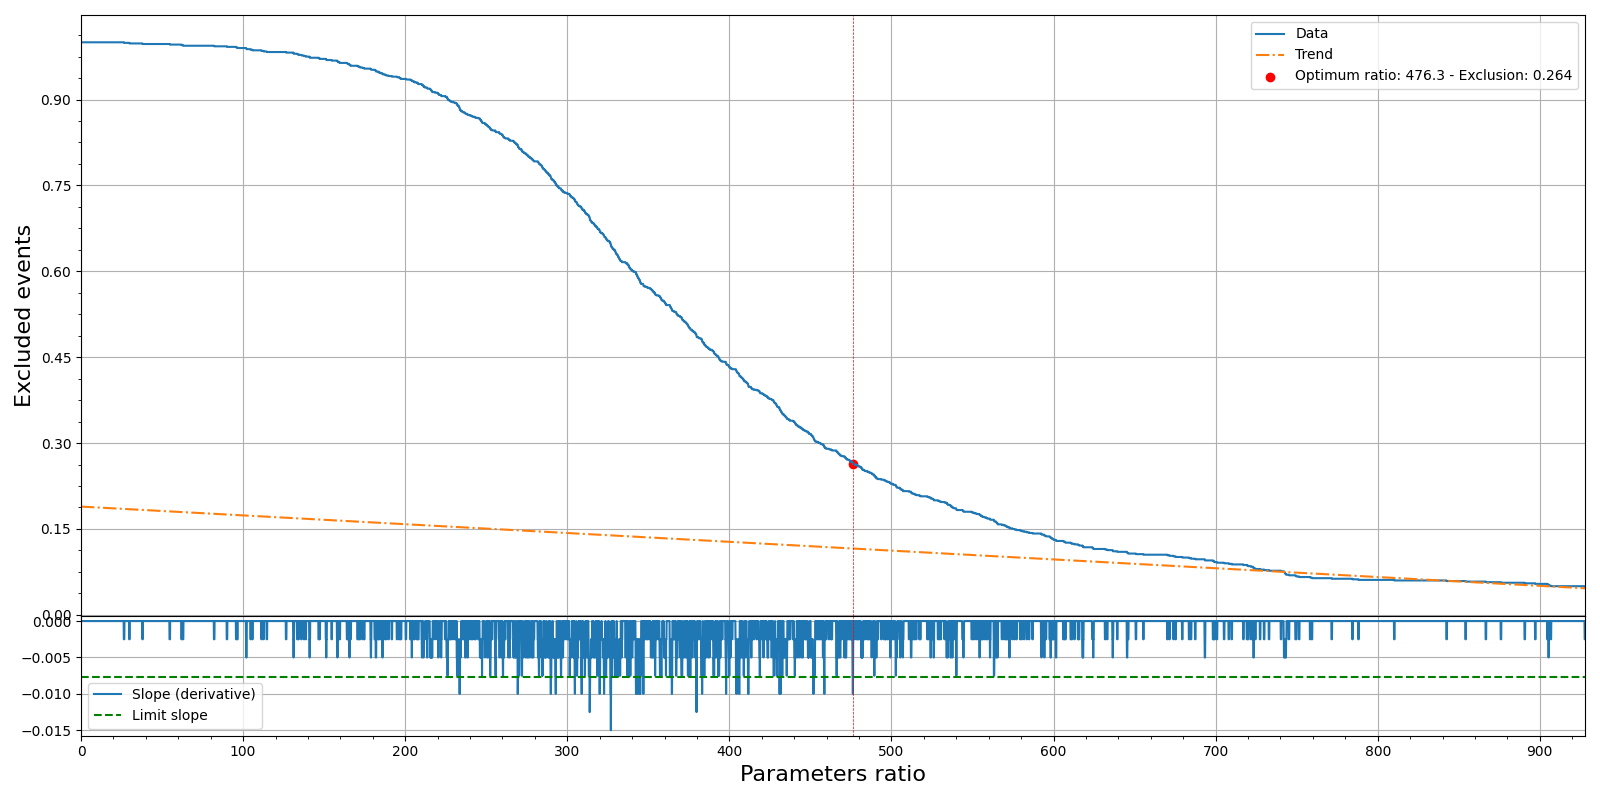 Data
Trend
Optimum ratio: 476.3 - Exclusion: 0.264
Excluded events
0.90
0.75
0.60
0.45
0.30
0.15
0.00
0.000
−0.005
−0.010
−0.015
Slope (derivative)
Limit slope
0 100 200 300 400 500 600 700 800 900
Parameters ratio